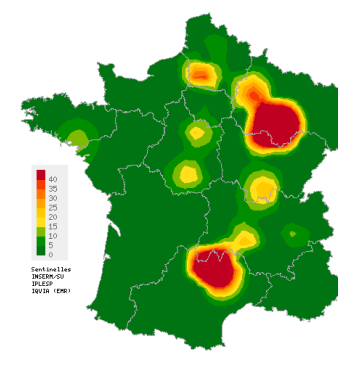 40
35
30
25
20
15
10
5
0
Sentinelles
INSERM/SU
IPLESP
IQVIA (EMR)